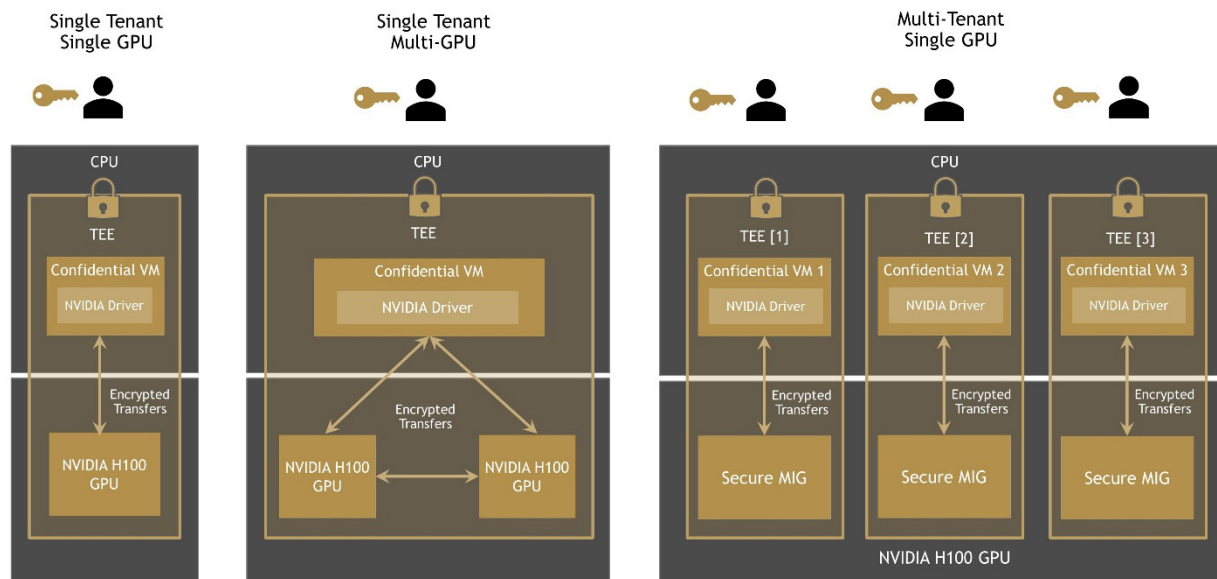 Single Tenant
Single GPU
CPU
TEE
Confidential VM
NVIDIA Driver
Encrypted
Transfers
NVIDIA H100
GPU
Single Tenant
Multi-GPU
CPU
TEE
Confidential VM
NVIDIA Driver
Encrypted
Transfers
NVIDIA H100
GPU
NVIDIA H100
GPU
Multi-Tenant
Single GPU
CPU
TEE [1]
Confidential VM 1
NVIDIA Driver
Encrypted
Transfers
Secure MIG
TEE [2]
Confidential VM 2
NVIDIA Driver
Encrypted
Transfers
Secure MIG
TEE [3]
Confidential VM 3
NVIDIA Driver
Encrypted
Transfers
Secure MIG
NVIDIA H100 GPU